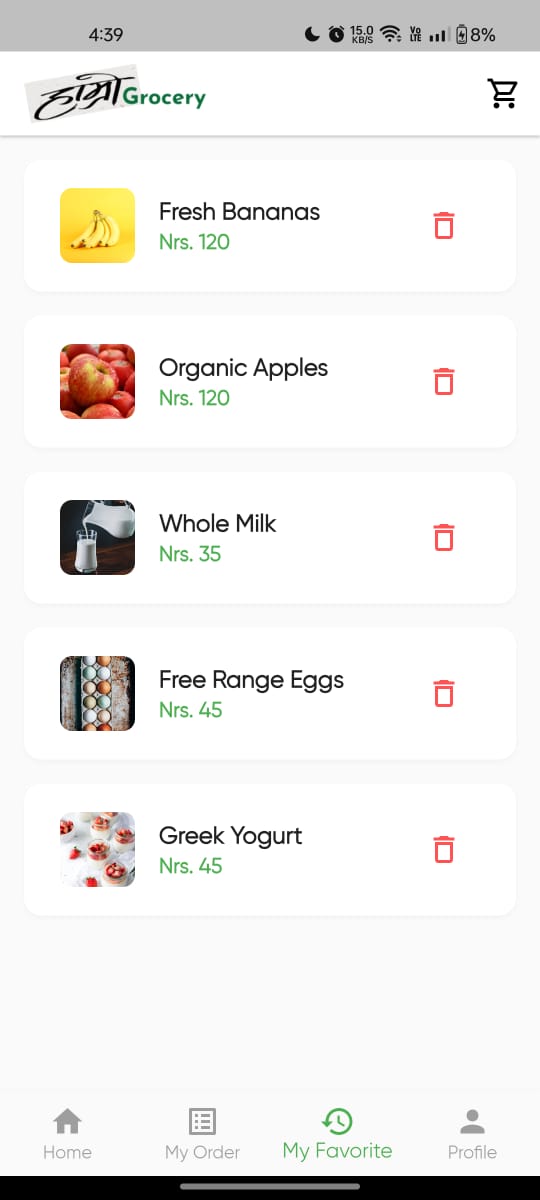 4:39
15.0
KB/S
Vo
LTE
8%
हाम्रो Grocery
Fresh Bananas
Nrs. 120
Organic Apples
Nrs. 120
Whole Milk
Nrs. 35
Free Range Eggs
Nrs. 45
Greek Yogurt
Nrs. 45
Home
My Order
My Favorite
Profile